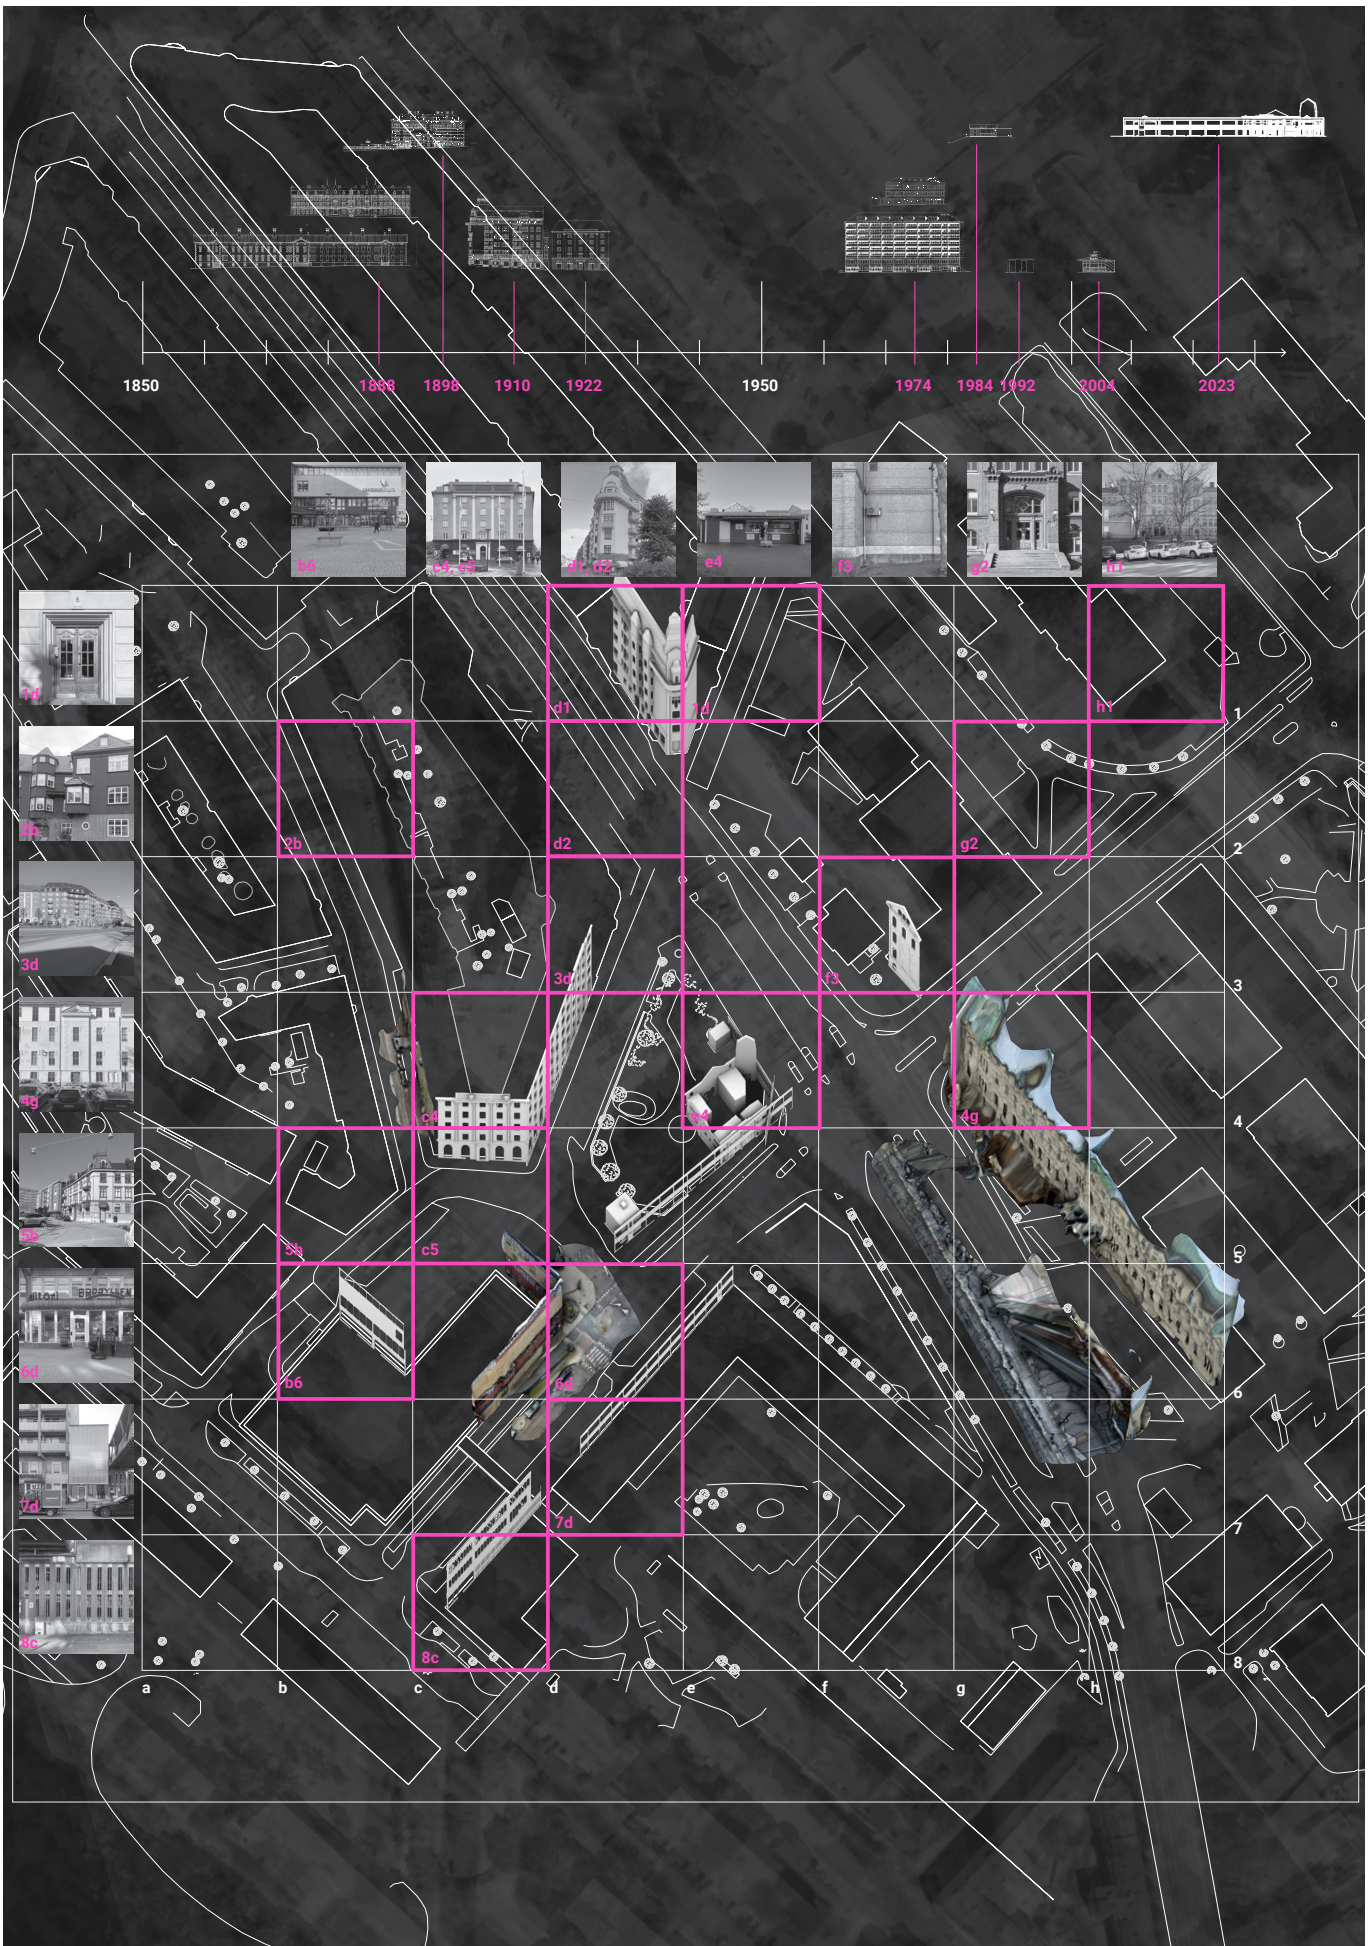 1850 1888 1898 1910 1922 1950 1974 1984 1992 2004 2023
b6 c4, c5 d1, d2 e4 f3 g2 h1
1d
d1 1d h1 1
2b
2b d2 g2 2
3d
3d f3 3
4g
c4 e4 4g 4
5b
5b c5 5
BROPYLLEN
6d
b6 6d 6
7d
7d 7
8c
8c 8
a b c d e f g h